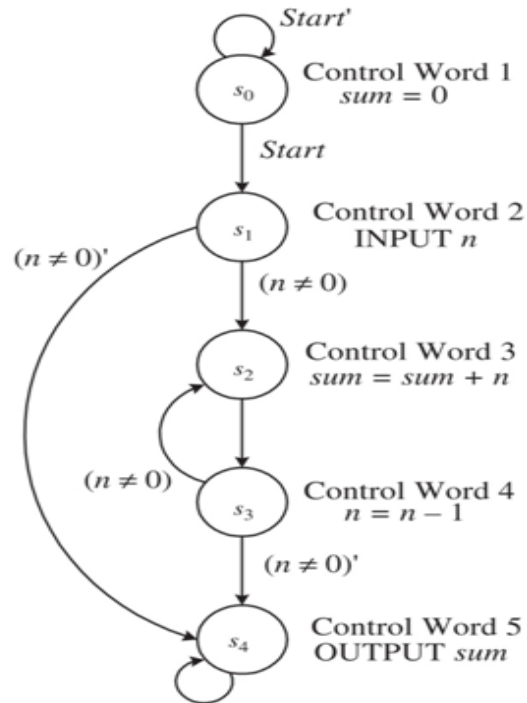 Start'
s0
Control Word 1
sum = 0
Start
s1
Control Word 2
INPUT n
(n ≠ 0)'
(n ≠ 0)
s2
Control Word 3
sum = sum + n
(n ≠ 0)
s3
Control Word 4
n = n − 1
(n ≠ 0)'
s4
Control Word 5
OUTPUT sum